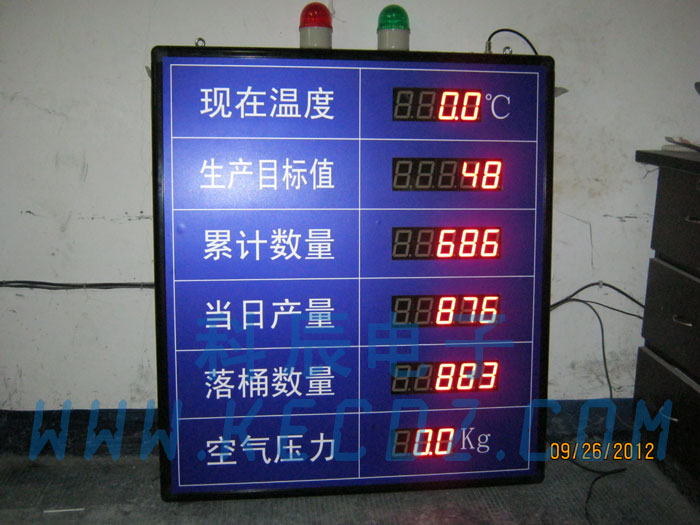 现在温度 0.0 ℃
生产目标值 48
累计数量 686
当日产量 876
科辰电子
落桶数量 883
WWW.KECDZ.COM
空气压力 0.0 Kg
09/26/2012